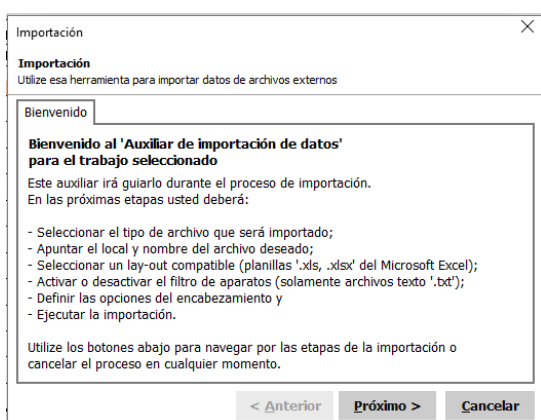 Importación
Importación
Utilize esa herramienta para importar datos de archivos externos
Bienvenido
Bienvenido al 'Auxiliar de importación de datos'
para el trabajo seleccionado
Este auxiliar irá guiarlo durante el proceso de importación.
En las próximas etapas usted deberá:
- Seleccionar el tipo de archivo que será importado;
- Apuntar el local y nombre del archivo deseado;
- Seleccionar un lay-out compatible (planillas '.xls, .xlsx' del Microsoft Excel);
- Activar o desactivar el filtro de aparatos (solamente archivos texto '.txt');
- Definir las opciones del encabezamiento y
- Ejecutar la importación.
Utilize los botones abajo para navegar por las etapas de la importación o
cancelar el proceso en cualquier momento.
< Anterior Próximo > Cancelar